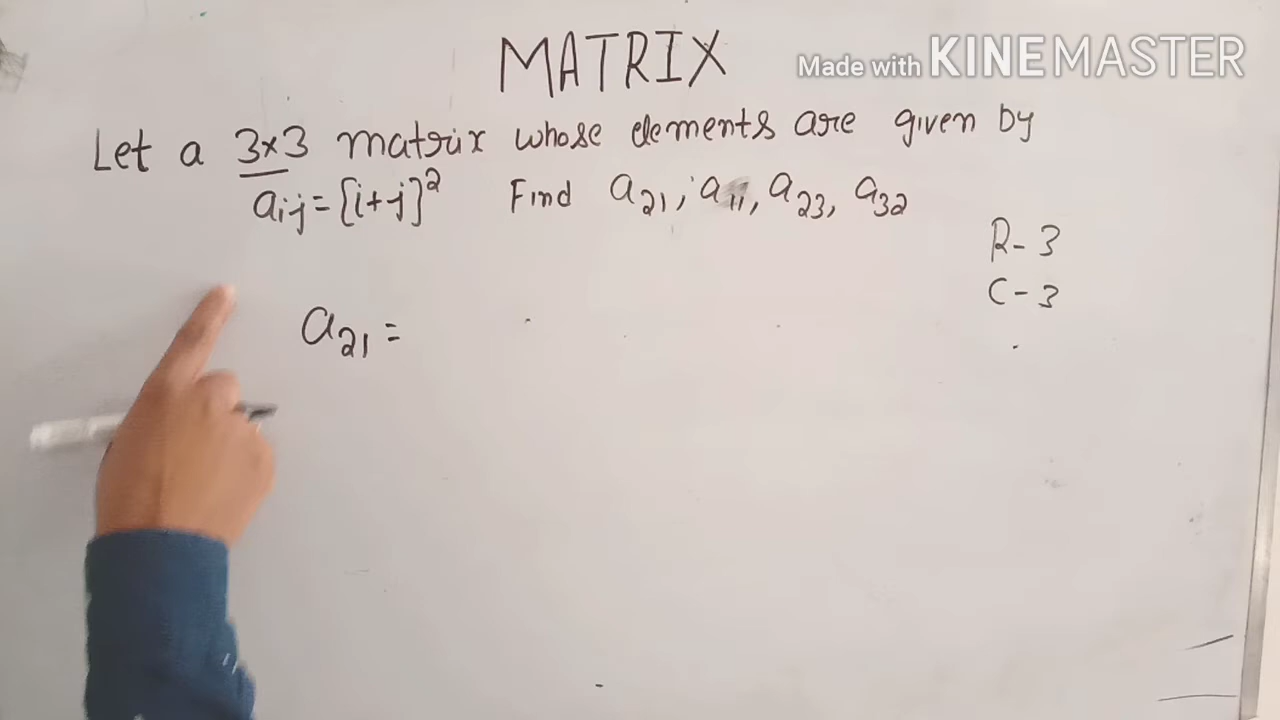 MATRIX
Made with KINEMASTER
Let a 3×3 matrix whose elements are given by
aij=[i+j]² Find a21, a11, a23, a32
R-3
C-3
a21=